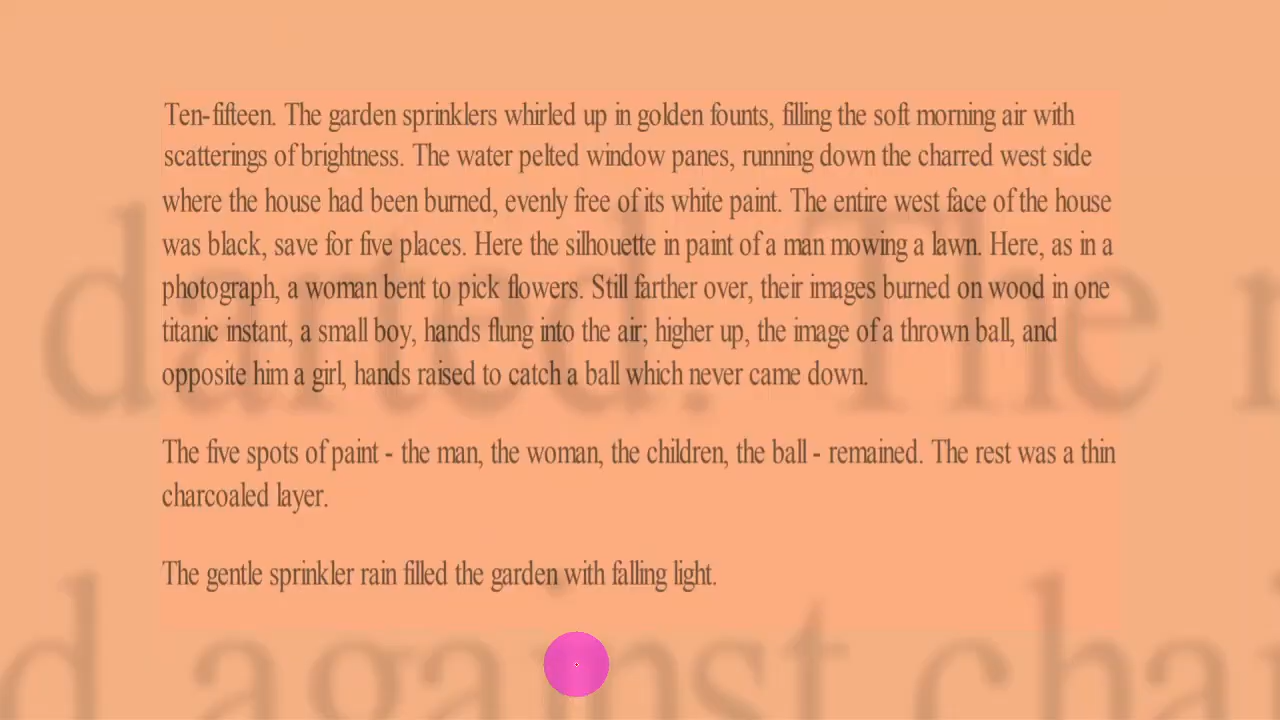 Ten-fifteen. The garden sprinklers whirled up in golden founts, filling the soft morning air with
scatterings of brightness. The water pelted window panes, running down the charred west side
where the house had been burned, evenly free of its white paint. The entire west face of the house
was black, save for five places. Here the silhouette in paint of a man mowing a lawn. Here, as in a
photograph, a woman bent to pick flowers. Still farther over, their images burned on wood in one
titanic instant, a small boy, hands flung into the air; higher up, the image of a thrown ball, and
opposite him a girl, hands raised to catch a ball which never came down.
The five spots of paint - the man, the woman, the children, the ball - remained. The rest was a thin
charcoaled layer.
The gentle sprinkler rain filled the garden with falling light.
darted. The
d against chai